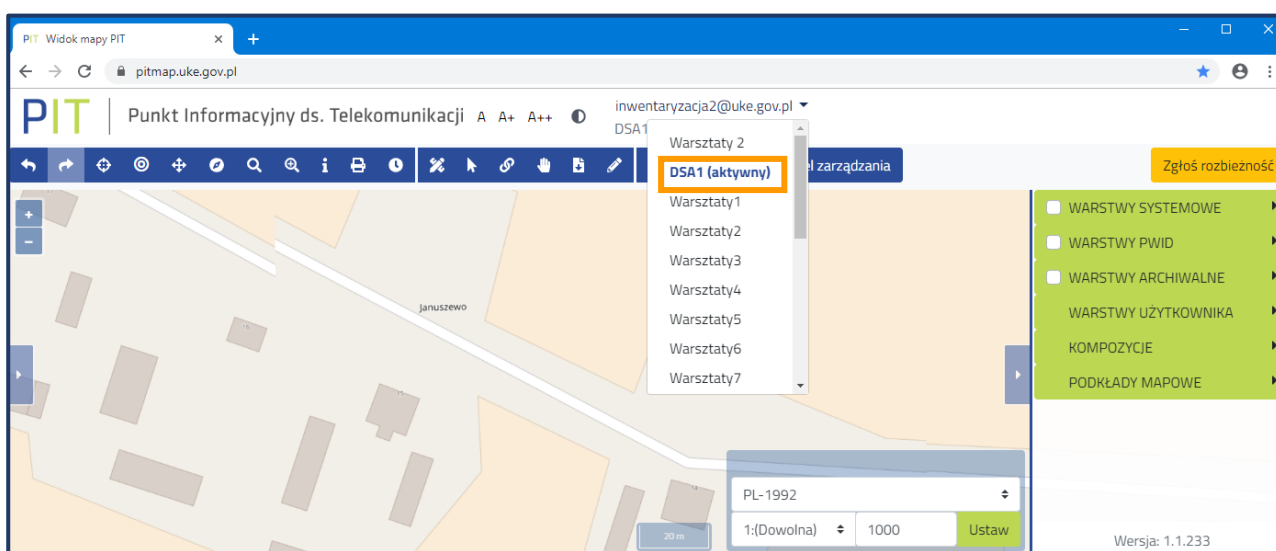 PIT Widok mapy PIT
pitmap.uke.gov.pl
PIT Punkt Informacyjny ds. Telekomunikacji A A+ A++ inwentaryzacja2@uke.gov.pl
DSA1
Warsztaty 2
DSA1 (aktywny)
Warsztaty1
Warsztaty2
Warsztaty3
Warsztaty4
Warsztaty5
Warsztaty6
Warsztaty7
el zarządzania
Zgłoś rozbieżność
WARSTWY SYSTEMOWE
WARSTWY PWID
WARSTWY ARCHIWALNE
WARSTWY UŻYTKOWNIKA
KOMPOZYCJE
PODKŁADY MAPOWE
Januszewo
PL-1992
1:(Dowolna) 1000 Ustaw
20 m
Wersja: 1.1.233